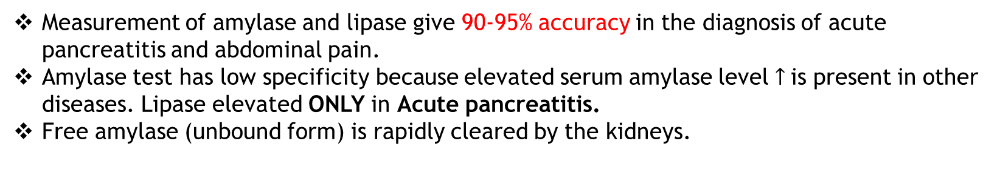 ❖ Measurement of amylase and lipase give 90-95% accuracy in the diagnosis of acute
pancreatitis and abdominal pain.
❖ Amylase test has low specificity because elevated serum amylase level ↑ is present in other
diseases. Lipase elevated ONLY in Acute pancreatitis.
❖ Free amylase (unbound form) is rapidly cleared by the kidneys.